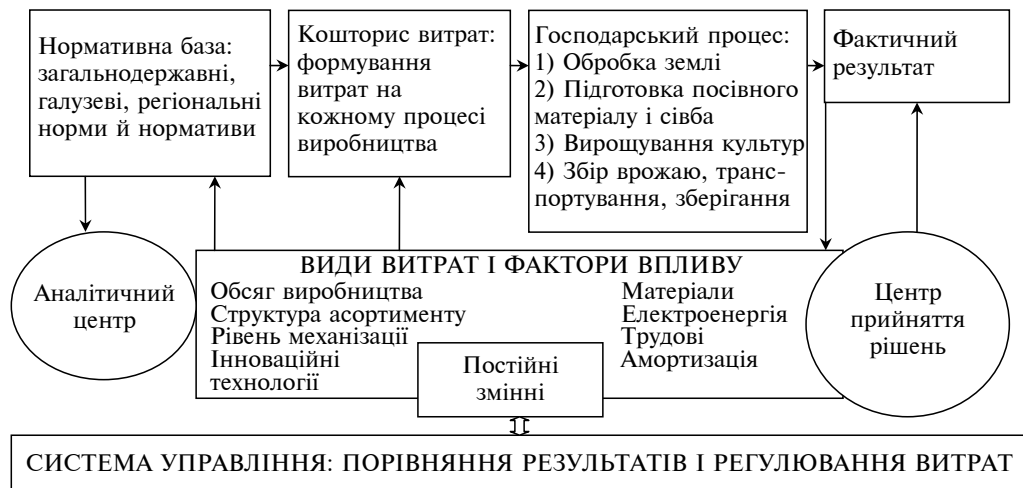 Нормативна база:
загальнодержавні,
галузеві, регіональні
норми й нормативи
Кошторис витрат:
формування
витрат на
кожному процесі
виробництва
Господарський процес:
1) Обробка землі
2) Підготовка посівного
матеріалу і сівба
3) Вирощування культур
4) Збір врожаю, транс-
портування, зберігання
Фактичний
результат
Аналітичний
центр
ВИДИ ВИТРАТ І ФАКТОРИ ВПЛИВУ
Обсяг виробництва
Структура асортименту
Рівень механізації
Інноваційні
технології
Матеріали
Електроенергія
Трудові
Амортизація
Постійні
змінні
Центр
прийняття
рішень
СИСТЕМА УПРАВЛІННЯ: ПОРІВНЯННЯ РЕЗУЛЬТАТІВ І РЕГУЛЮВАННЯ ВИТРАТ